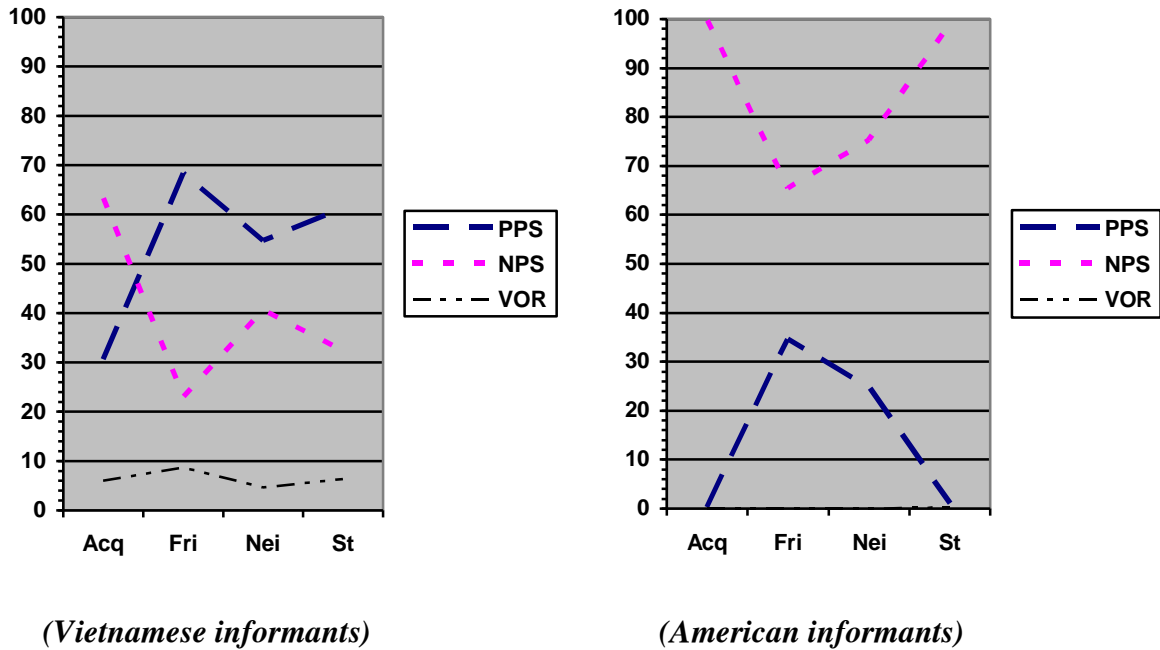 100
90
80
70
60
50
40
30
20
10
0
Acq Fri Nei St
PPS
NPS
VOR
(Vietnamese informants)
100
90
80
70
60
50
40
30
20
10
0
Acq Fri Nei St
PPS
NPS
VOR
(American informants)